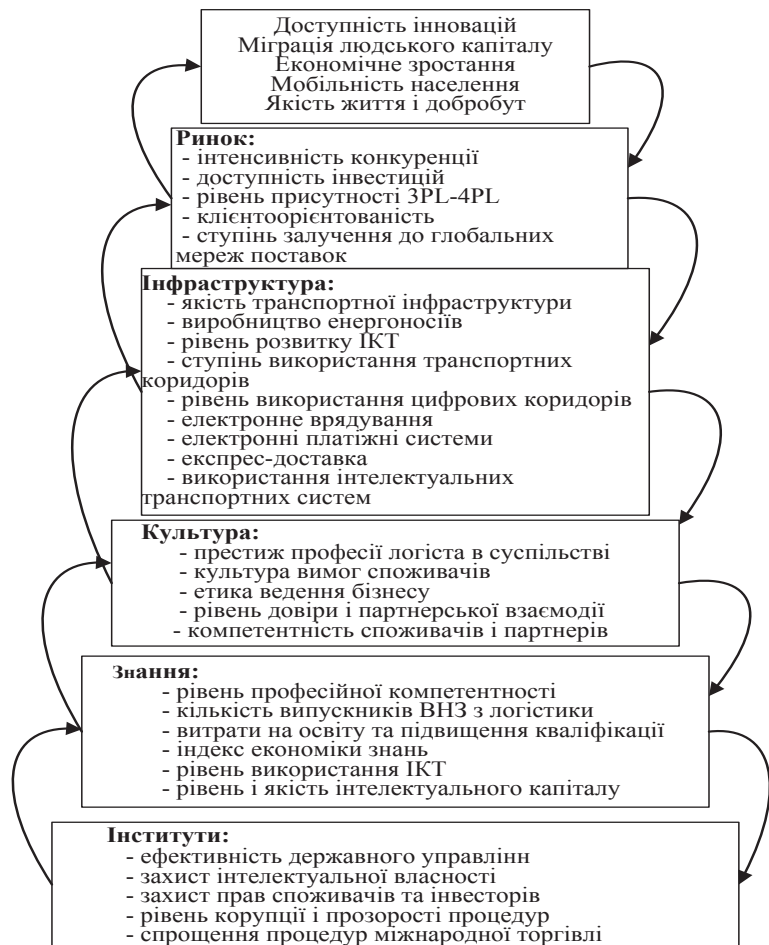 Доступність інновацій
Міграція людського капіталу
Економічне зростання
Мобільність населення
Якість життя і добробут
Ринок:
- інтенсивність конкуренції
- доступність інвестицій
- рівень присутності 3PL-4PL
- клієнтоорієнтованість
- ступінь залучення до глобальних
мереж поставок
Інфраструктура:
- якість транспортної інфраструктури
- виробництво енергоносіїв
- рівень розвитку ІКТ
- ступінь використання транспортних
коридорів
- рівень використання цифрових коридорів
- електронне врядування
- електронні платіжні системи
- експрес-доставка
- використання інтелектуальних
транспортних систем
Культура:
- престиж професії логіста в суспільстві
- культура вимог споживачів
- етика ведення бізнесу
- рівень довіри і партнерської взаємодії
- компетентність споживачів і партнерів
Знання:
- рівень професійної компетентності
- кількість випускників ВНЗ з логістики
- витрати на освіту та підвищення кваліфікації
- індекс економіки знань
- рівень використання ІКТ
- рівень і якість інтелектуального капіталу
Інститути:
- ефективність державного управлінн
- захист інтелектуальної власності
- захист прав споживачів та інвесторів
- рівень корупції і прозорості процедур
- спрощення процедур міжнародної торгівлі